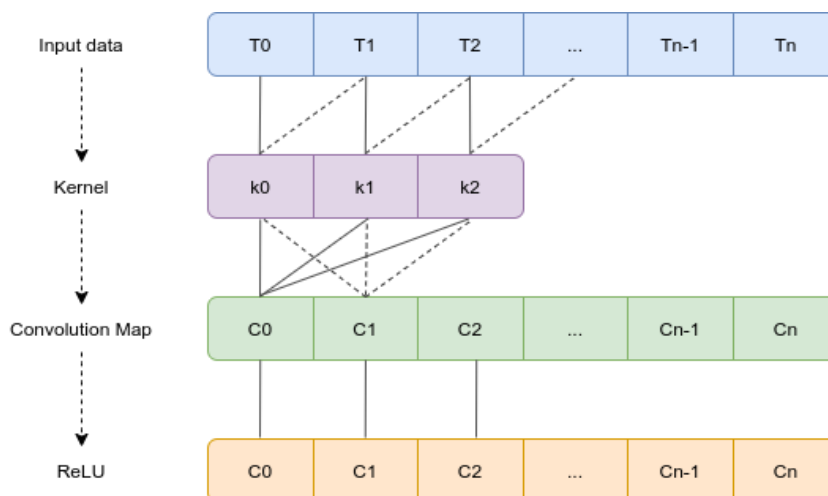 Input data T0 T1 T2 ... Tn-1 Tn
Kernel k0 k1 k2
Convolution Map C0 C1 C2 ... Cn-1 Cn
ReLU C0 C1 C2 ... Cn-1 Cn